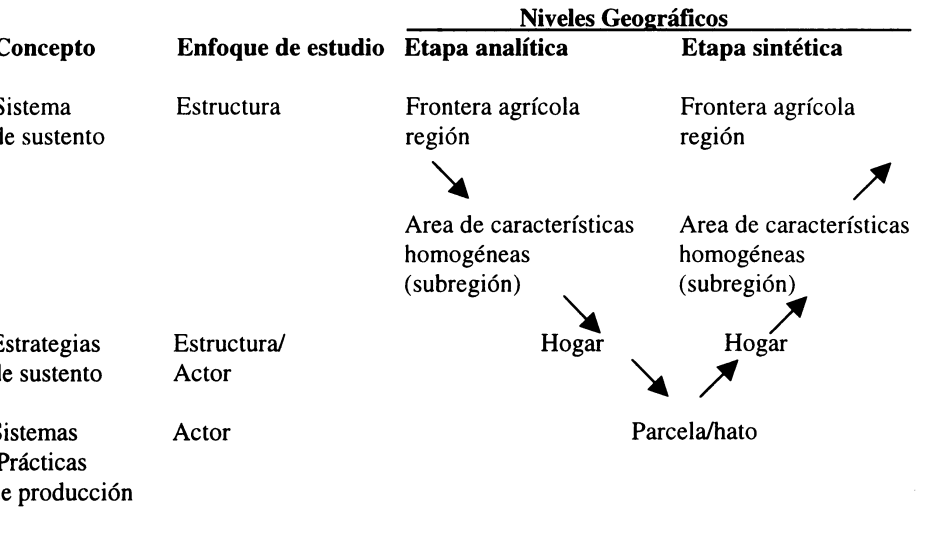 Niveles Geográficos
Concepto Enfoque de estudio Etapa analítica Etapa sintética
Sistema Estructura Frontera agrícola Frontera agrícola
de sustento región región
Area de características Area de características
homogéneas homogéneas
(subregión) (subregión)
Estrategias Estructura/ Hogar Hogar
de sustento Actor
Sistemas Actor Parcela/hato
Prácticas
de producción